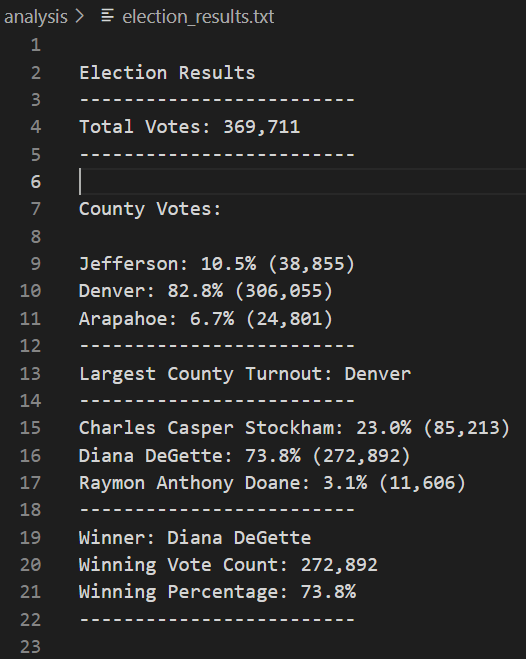 analysis > election_results.txt
1
2 Election Results
3 -------------------------
4 Total Votes: 369,711
5 -------------------------
6
7 County Votes:
8
9 Jefferson: 10.5% (38,855)
10 Denver: 82.8% (306,055)
11 Arapahoe: 6.7% (24,801)
12 -------------------------
13 Largest County Turnout: Denver
14 -------------------------
15 Charles Casper Stockham: 23.0% (85,213)
16 Diana DeGette: 73.8% (272,892)
17 Raymon Anthony Doane: 3.1% (11,606)
18 -------------------------
19 Winner: Diana DeGette
20 Winning Vote Count: 272,892
21 Winning Percentage: 73.8%
22 -------------------------
23